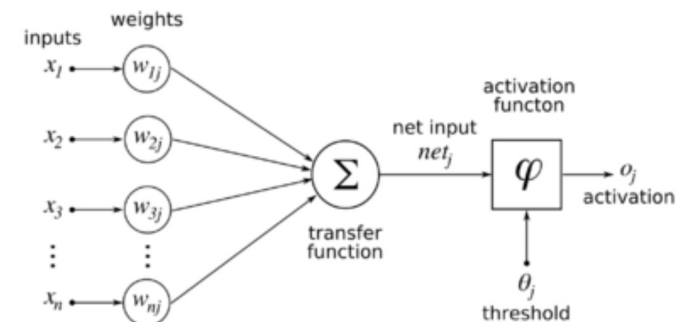 weights
inputs
x1 w1j
x2 w2j
x3 w3j
⋮ ⋮
xn wnj
Σ
transfer
function
net input
netj
activation
functon
φ
oj
activation
θj
threshold